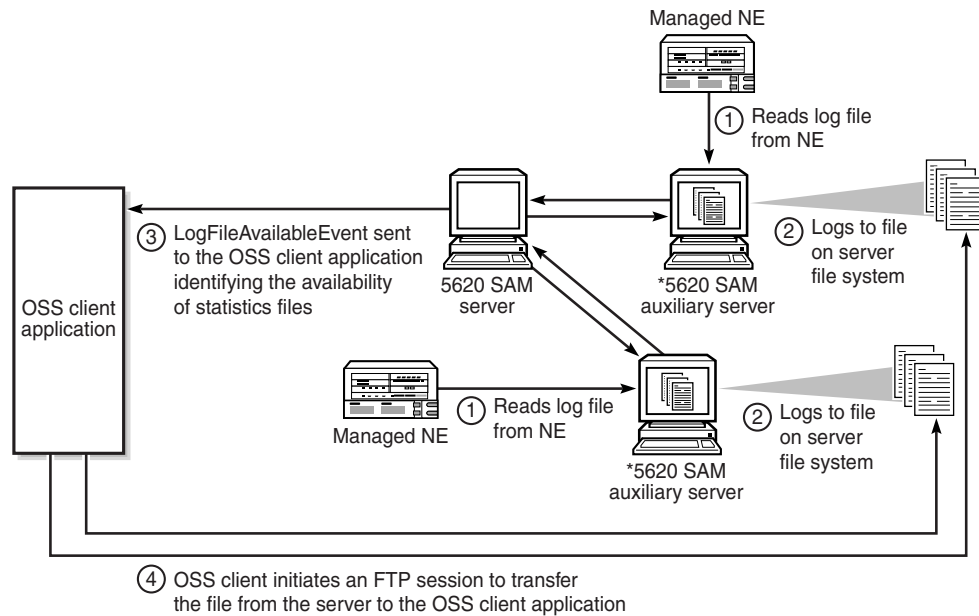 Managed NE
1 Reads log file
from NE
2 Logs to file
on server
file system
3 LogFileAvailableEvent sent
to the OSS client application
identifying the availability
of statistics files
5620 SAM
server
*5620 SAM
auxiliary server
OSS client
application
Managed NE
1 Reads log file
from NE
2 Logs to file
on server
file system
*5620 SAM
auxiliary server
4 OSS client initiates an FTP session to transfer
the file from the server to the OSS client application